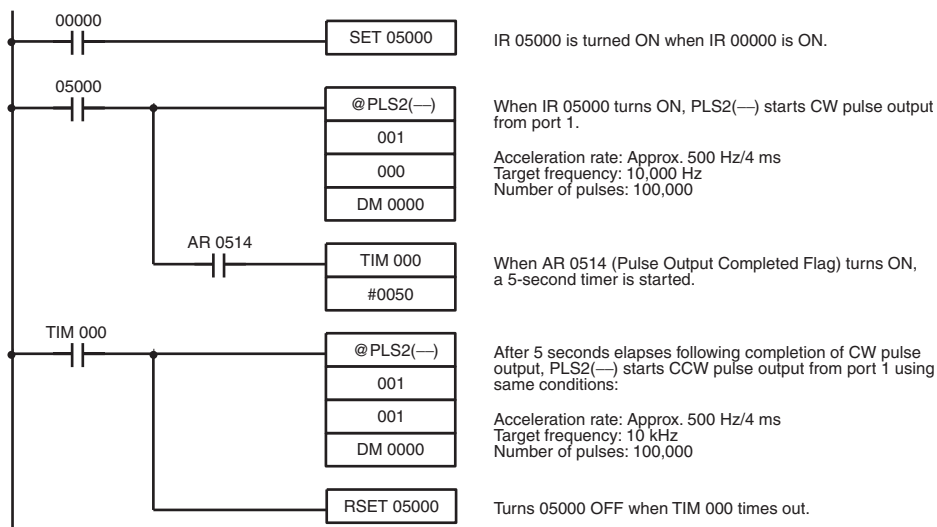 00000
SET 05000
IR 05000 is turned ON when IR 00000 is ON.
05000
@PLS2(––)
001
000
DM 0000
When IR 05000 turns ON, PLS2(––) starts CW pulse output
from port 1.
Acceleration rate: Approx. 500 Hz/4 ms
Target frequency: 10,000 Hz
Number of pulses: 100,000
AR 0514
TIM 000
#0050
When AR 0514 (Pulse Output Completed Flag) turns ON,
a 5-second timer is started.
TIM 000
@PLS2(––)
001
001
DM 0000
After 5 seconds elapses following completion of CW pulse
output, PLS2(––) starts CCW pulse output from port 1 using
same conditions:
Acceleration rate: Approx. 500 Hz/4 ms
Target frequency: 10 kHz
Number of pulses: 100,000
RSET 05000
Turns 05000 OFF when TIM 000 times out.